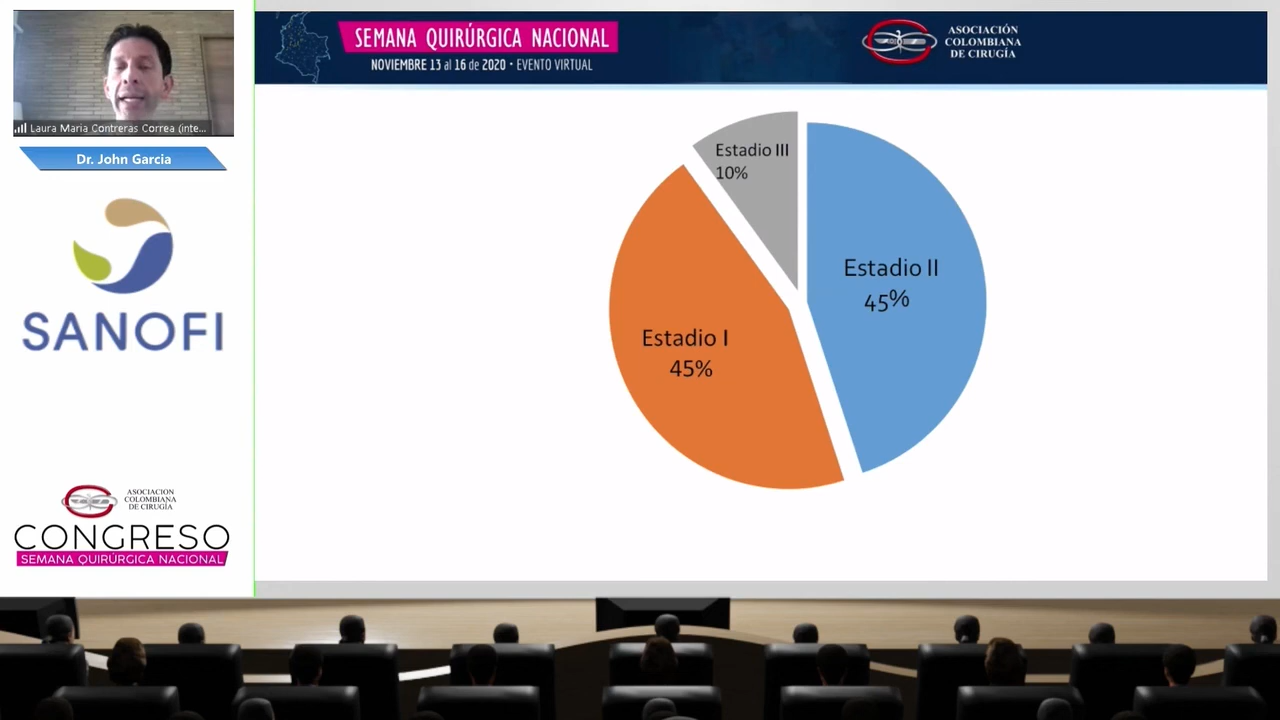 Laura Maria Contreras Correa (inte...
Dr. John Garcia
SANOFI
ASOCIACION
COLOMBIANA
DE CIRUGÍA
CONGRESO
SEMANA QUIRÚRGICA NACIONAL
SEMANA QUIRÚRGICA NACIONAL
NOVIEMBRE 13 al 16 de 2020 • EVENTO VIRTUAL
ASOCIACIÓN
COLOMBIANA
DE CIRUGÍA
Estadio III
10%
Estadio II
45%
Estadio I
45%